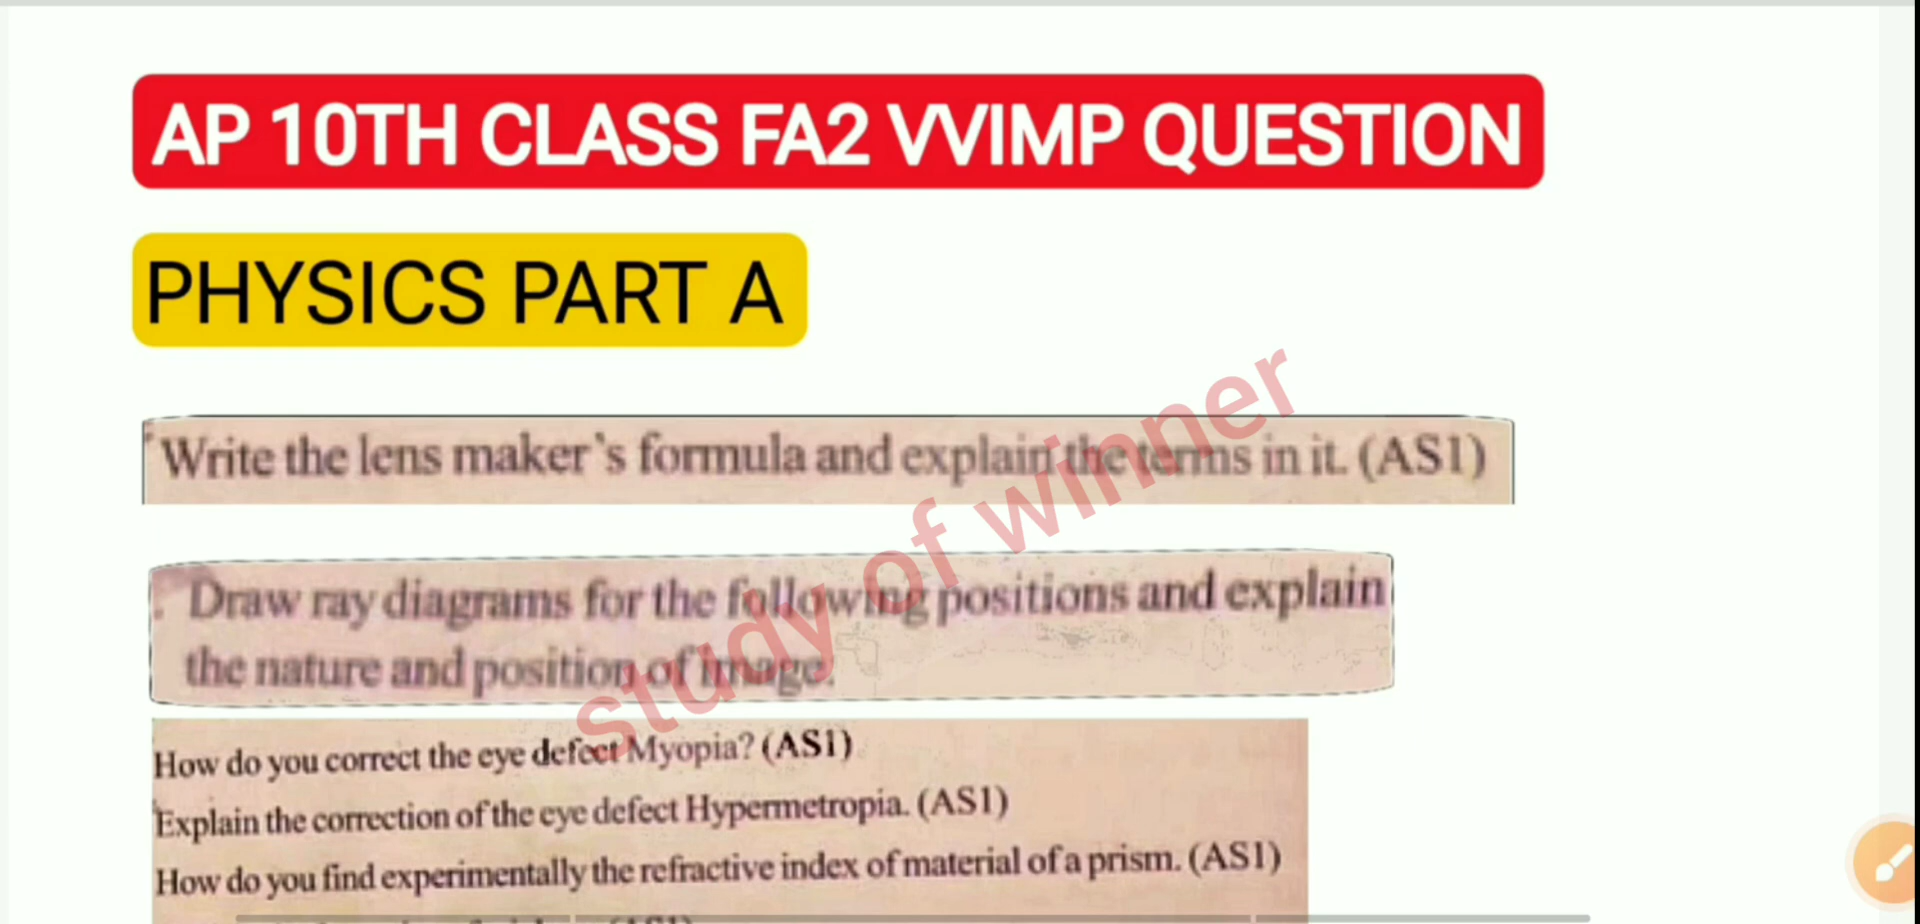 AP 10TH CLASS FA2 VVIMP QUESTION
PHYSICS PART A
Write the lens maker's formula and explain the terms in it. (AS1)
Draw ray diagrams for the following positions and explain
the nature and position of image.
How do you correct the eye defect Myopia? (AS1)
Explain the correction of the eye defect Hypermetropia. (AS1)
How do you find experimentally the refractive index of material of a prism. (AS1)
(AS1)
study of winner